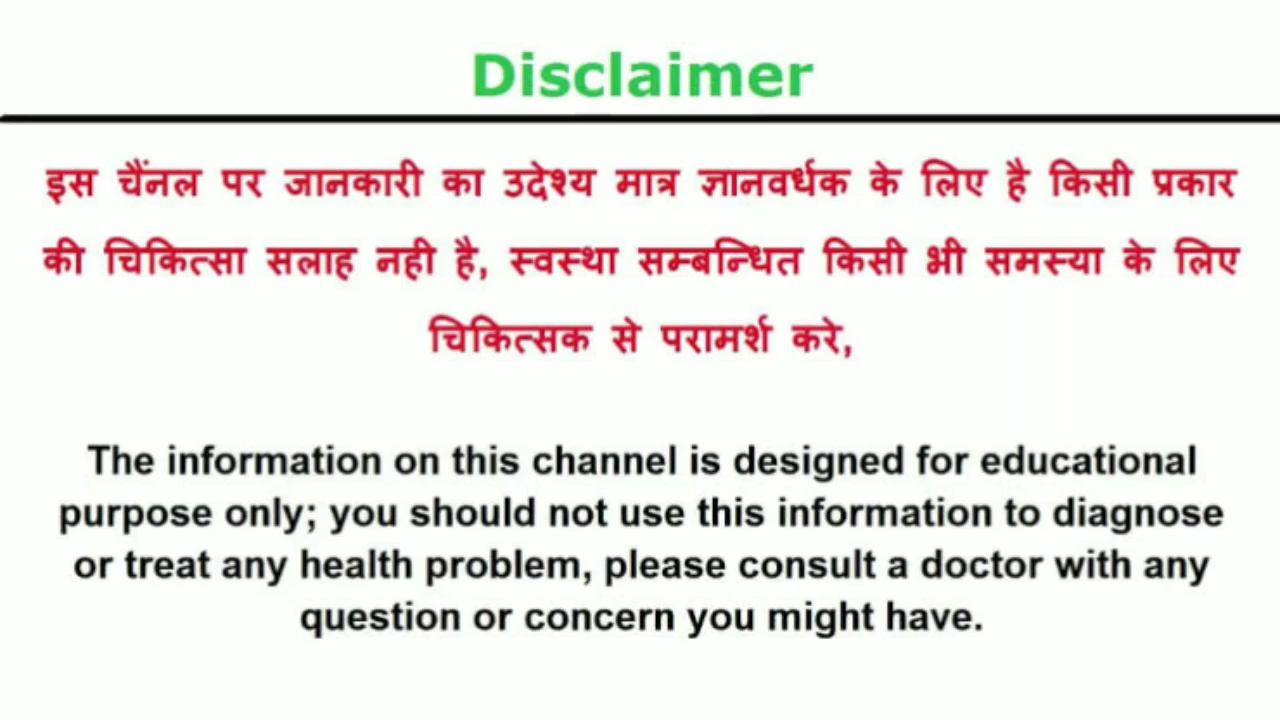 Disclaimer
इस चैंनल पर जानकारी का उदेश्य मात्र ज्ञानवर्धक के लिए है किसी प्रकार
की चिकित्सा सलाह नही है, स्वस्था सम्बन्धित किसी भी समस्या के लिए
चिकित्सक से परामर्श करे,
The information on this channel is designed for educational
purpose only; you should not use this information to diagnose
or treat any health problem, please consult a doctor with any
question or concern you might have.